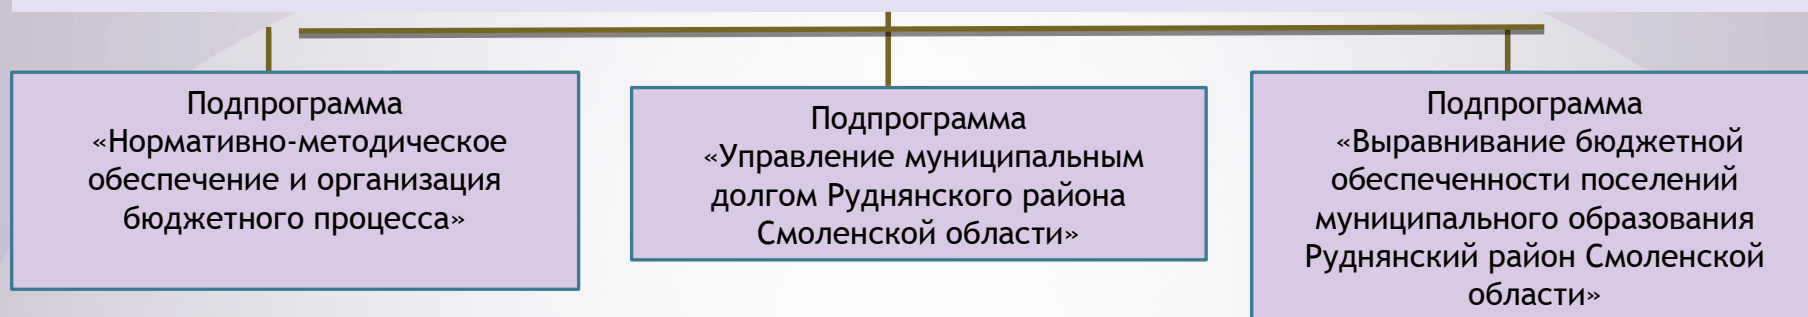 Подпрограмма
«Нормативно-методическое
обеспечение и организация
бюджетного процесса»
Подпрограмма
«Управление муниципальным
долгом Руднянского района
Смоленской области»
Подпрограмма
«Выравнивание бюджетной
обеспеченности поселений
муниципального образования
Руднянский район Смоленской
области»